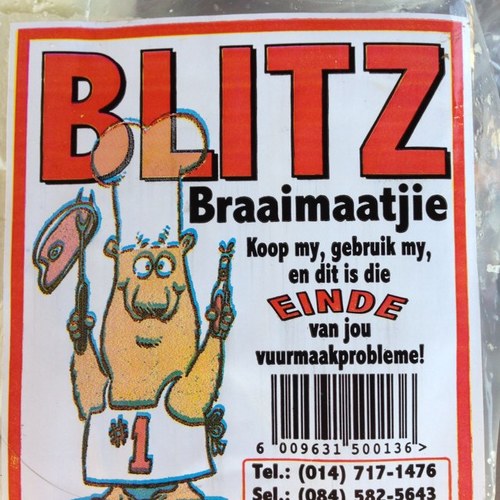 BLITZ
Braaimaatjie
Koop my, gebruik my,
en dit is die
EINDE
van jou
vuurmaakprobleme!
#1
6 009631 500136 >
Tel.: (014) 717-1476
Sel.: (084) 582-5643